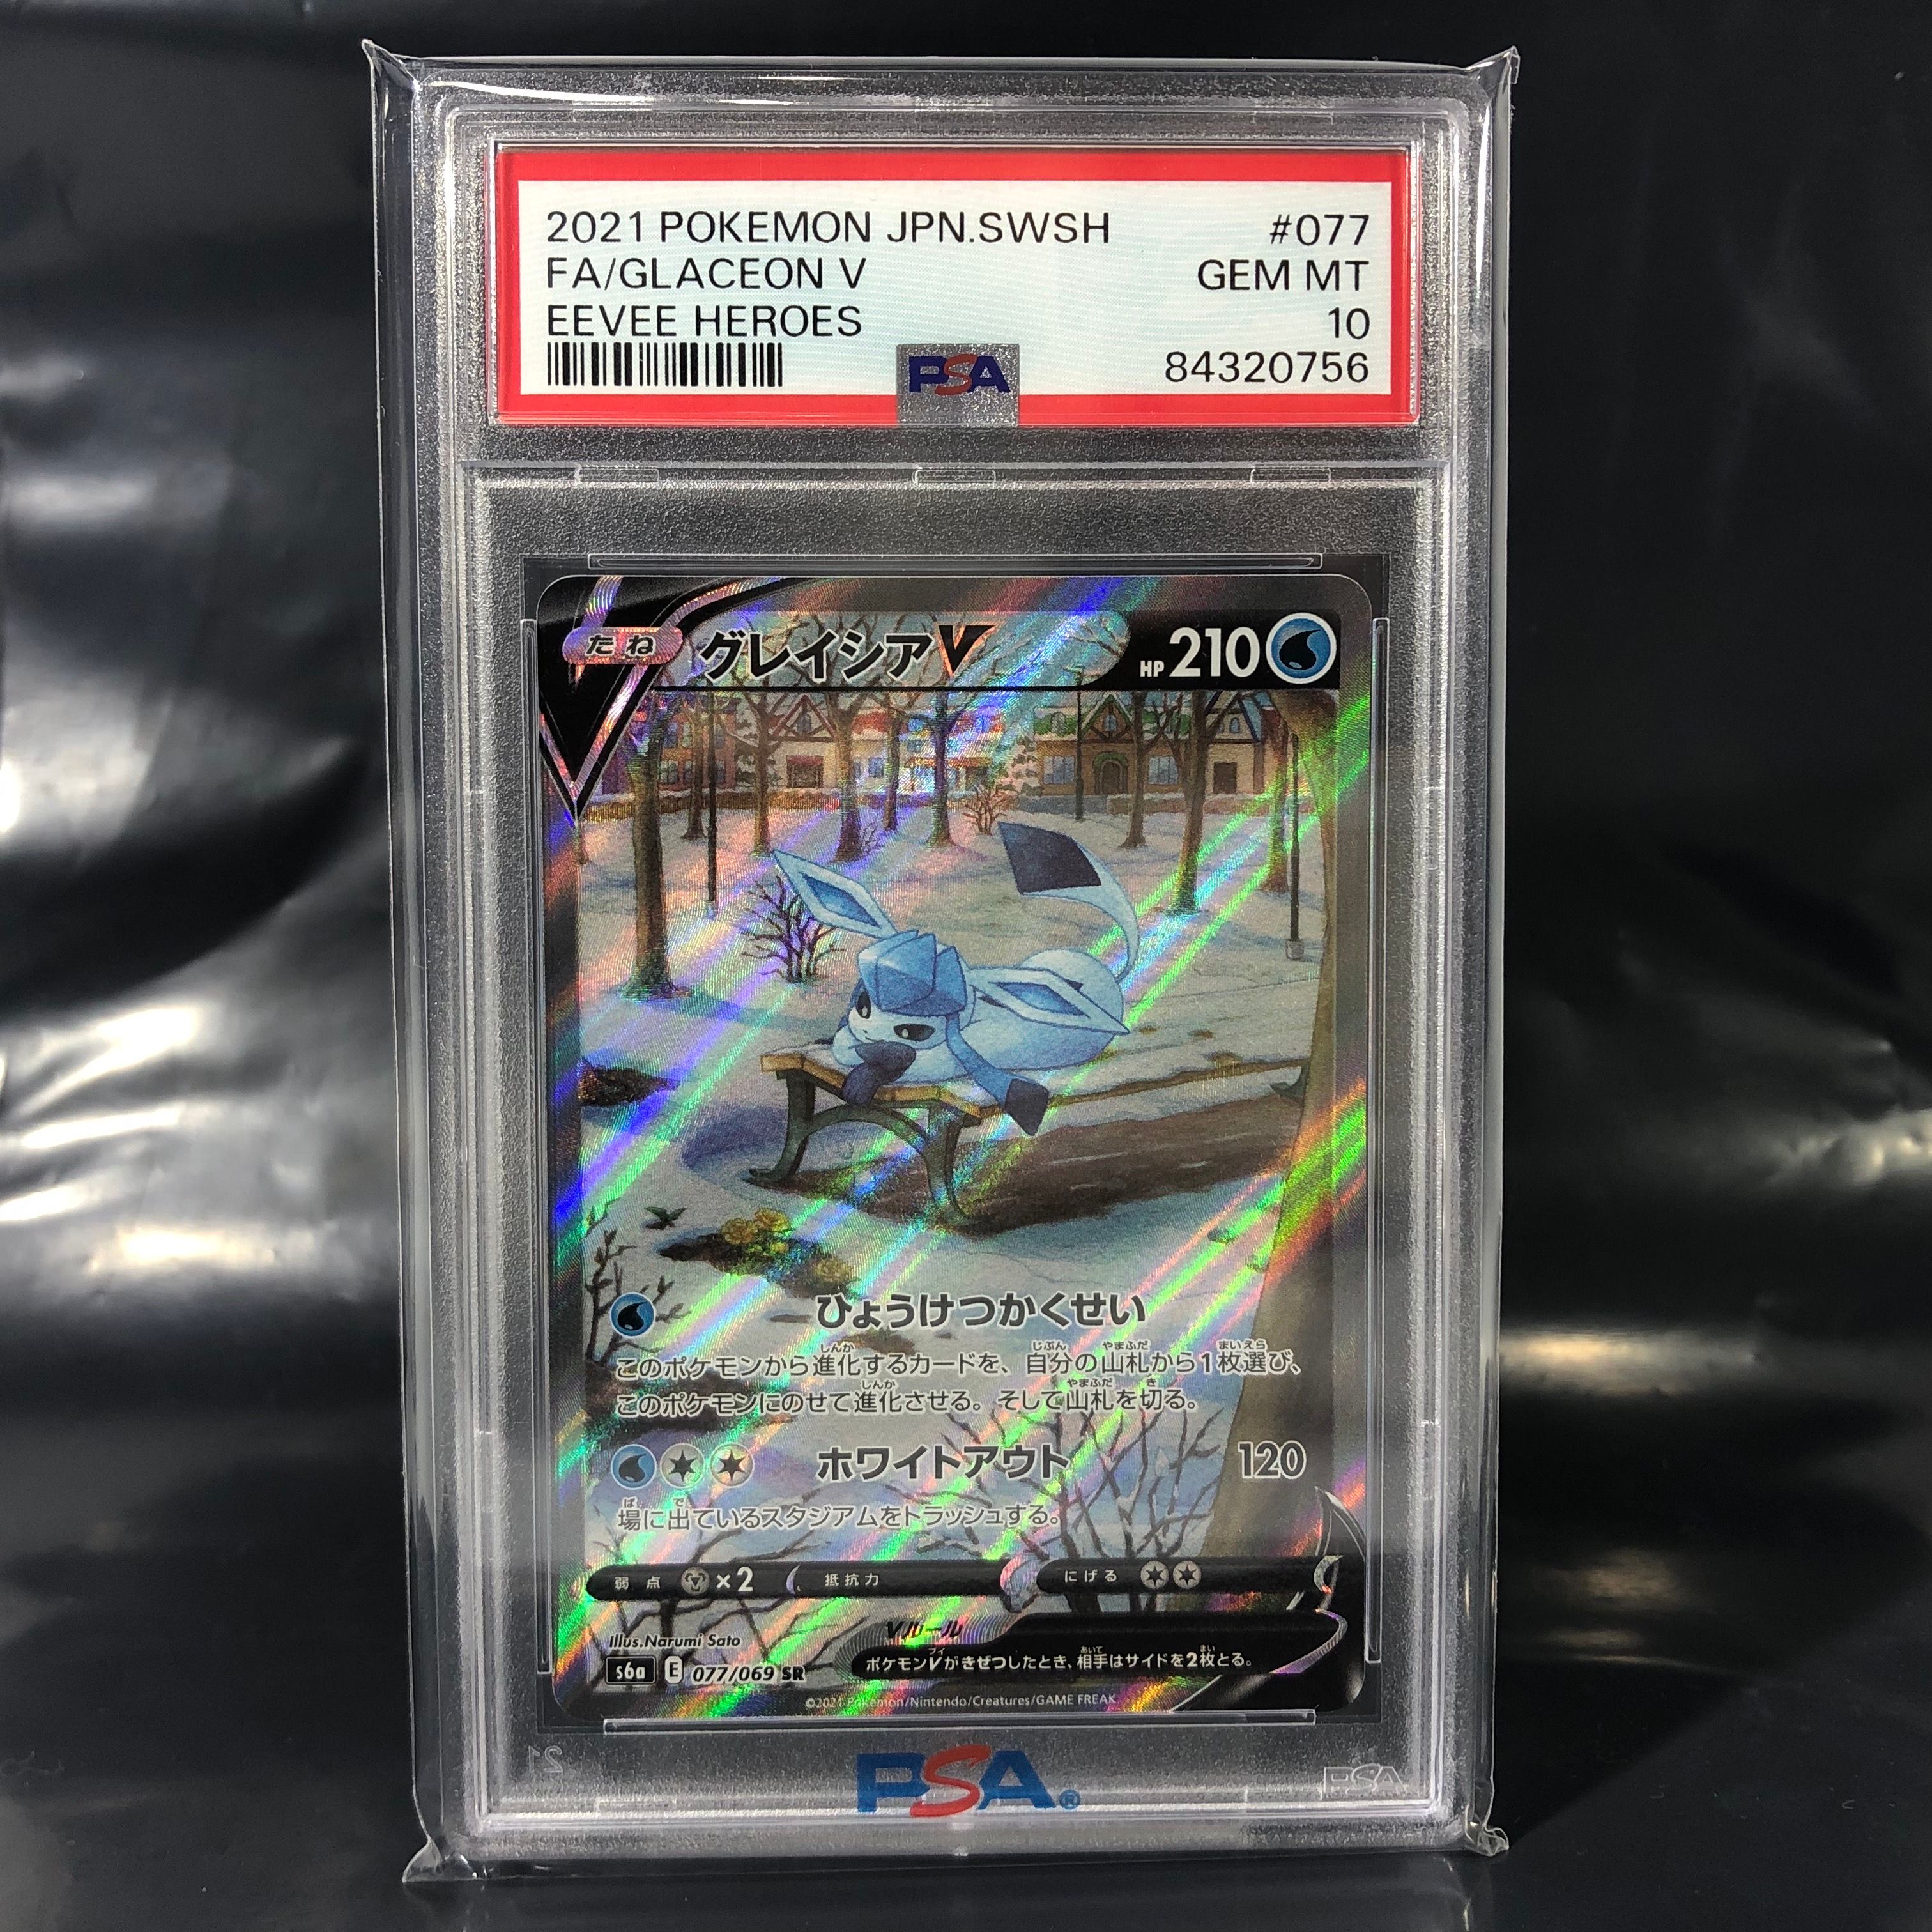 2021 POKEMON JPN.SWSH #077
FA/GLACEON V GEM MT
EEVEE HEROES 10
84320756
PSA
たね グレイシアV HP 210
ひょうけつかくせい
このポケモンから進化するカードを、自分の山札から1枚選び、
このポケモンにのせて進化させる。そして山札を切る。
ホワイトアウト 120
場に出ているスタジアムをトラッシュする。
弱点 ×2 抵抗力 にげる
Illus. Narumi Sato
Vルール
s6a E 077/069 SR
ポケモンVがきぜつしたとき、相手はサイドを2枚とる。
©2021 Pokémon/Nintendo/Creatures/GAME FREAK
PSA®
PSA